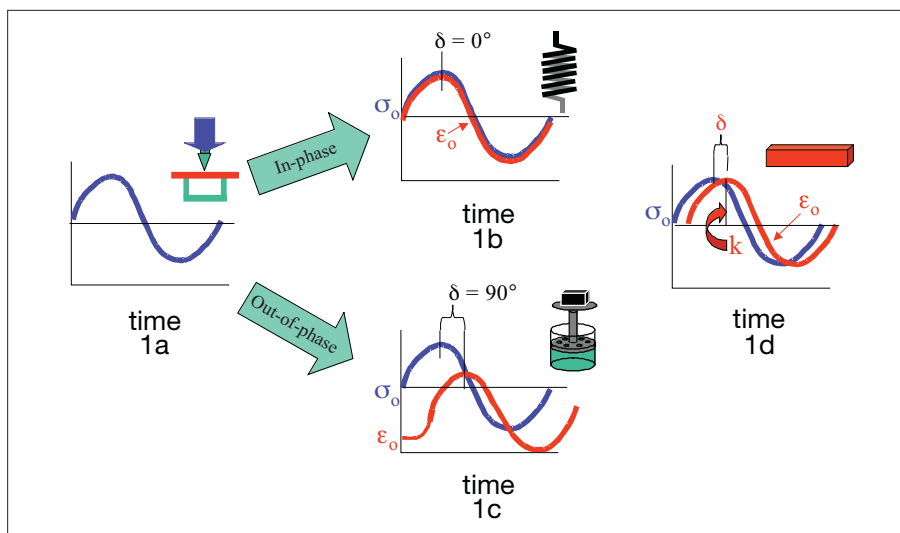 time
1a
In-phase
Out-of-phase
δ = 0°
σo
εo
time
1b
δ = 90°
σo
εo
time
1c
δ
σo
εo
k
time
1d